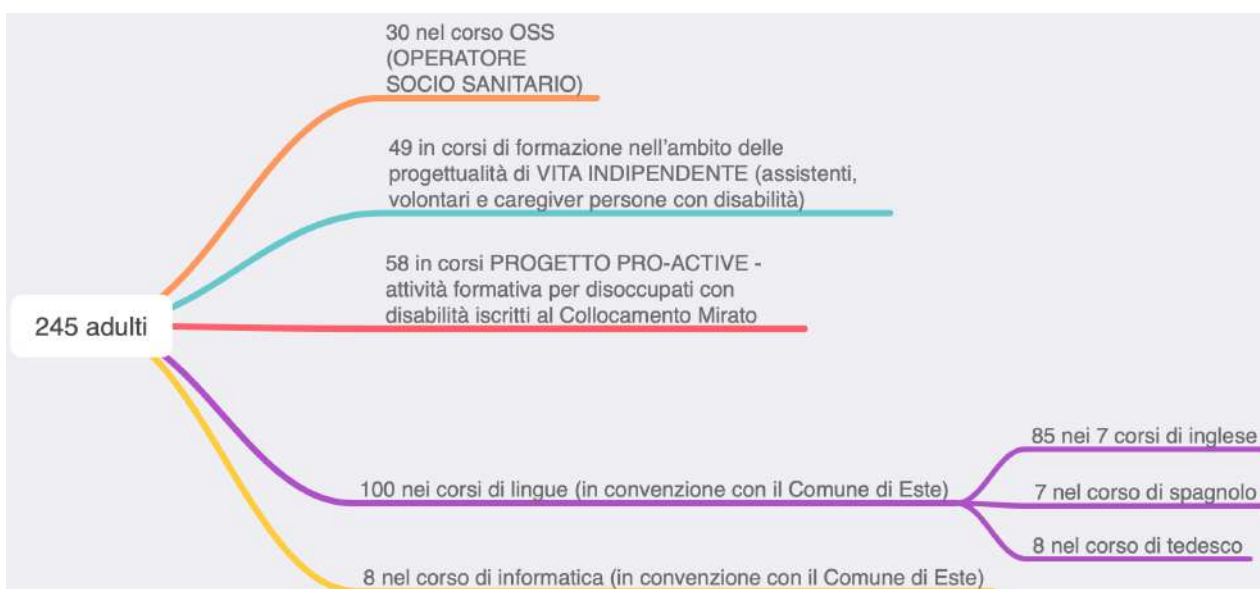 30 nel corso OSS
(OPERATORE
SOCIO SANITARIO)
49 in corsi di formazione nell'ambito delle
progettualità di VITA INDIPENDENTE (assistenti,
volontari e caregiver persone con disabilità)
58 in corsi PROGETTO PRO-ACTIVE -
attività formativa per disoccupati con
disabilità iscritti al Collocamento Mirato
245 adulti
100 nei corsi di lingue (in convenzione con il Comune di Este)
85 nei 7 corsi di inglese
7 nel corso di spagnolo
8 nel corso di tedesco
8 nel corso di informatica (in convenzione con il Comune di Este)